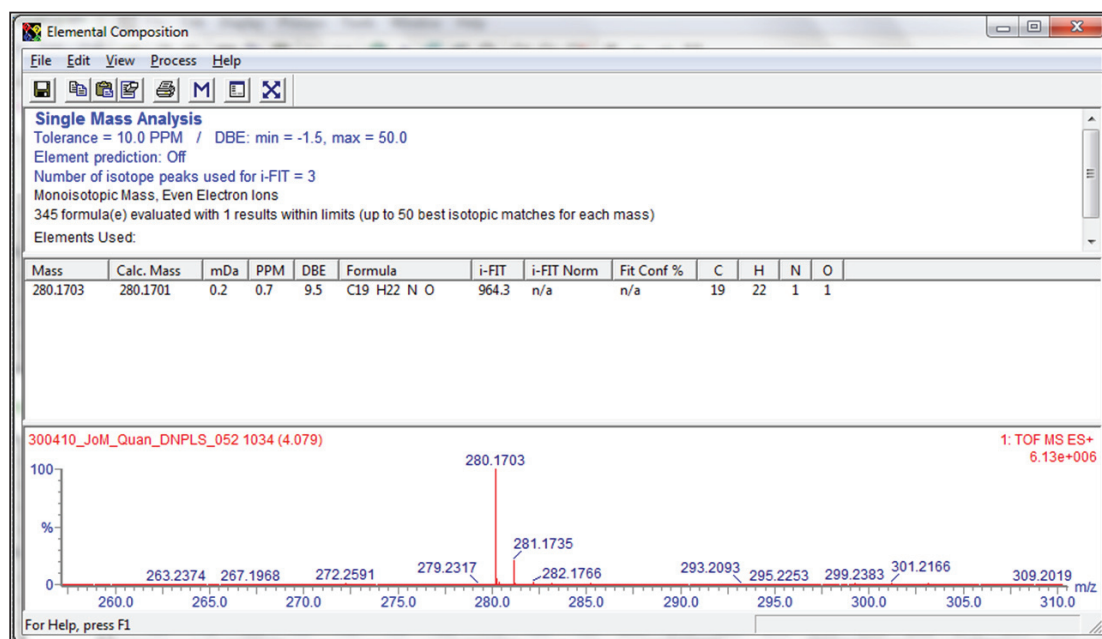 Elemental Composition
File Edit View Process Help
M
Single Mass Analysis
Tolerance = 10.0 PPM / DBE: min = -1.5, max = 50.0
Element prediction: Off
Number of isotope peaks used for i-FIT = 3
Monoisotopic Mass, Even Electron Ions
345 formula(e) evaluated with 1 results within limits (up to 50 best isotopic matches for each mass)
Elements Used:
Mass Calc. Mass mDa PPM DBE Formula i-FIT i-FIT Norm Fit Conf % C H N O
280.1703 280.1701 0.2 0.7 9.5 C19 H22 N O 964.3 n/a n/a 19 22 1 1
300410_JoM_Quan_DNPLS_052 1034 (4.079) 1: TOF MS ES+
6.13e+006
280.1703
100
%
281.1735
263.2374 267.1968 272.2591 279.2317 282.1766 293.2093 295.2253 299.2383 301.2166 309.2019
0
m/z
260.0 265.0 270.0 275.0 280.0 285.0 290.0 295.0 300.0 305.0 310.0
For Help, press F1